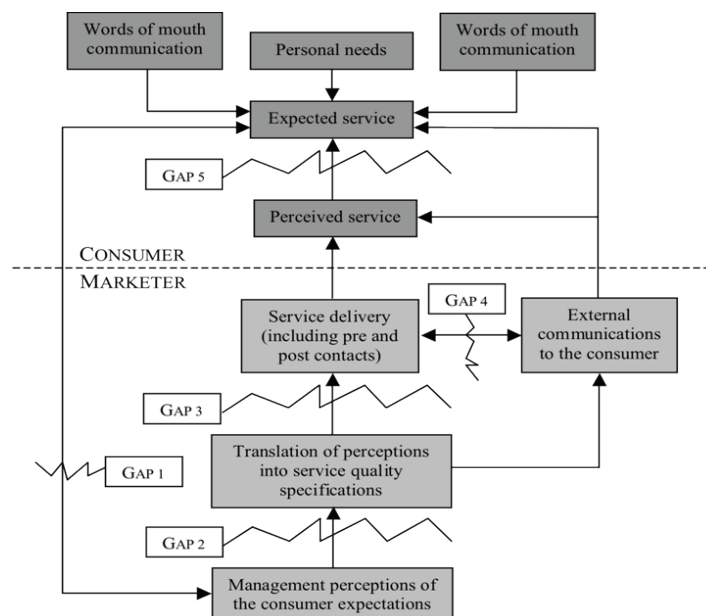 Words of mouth
communication
Personal needs
Words of mouth
communication
Expected service
GAP 5
Perceived service
CONSUMER
MARKETER
Service delivery
(including pre and
post contacts)
GAP 4
External
communications
to the consumer
GAP 3
Translation of perceptions
into service quality
specifications
GAP 1
GAP 2
Management perceptions of
the consumer expectations